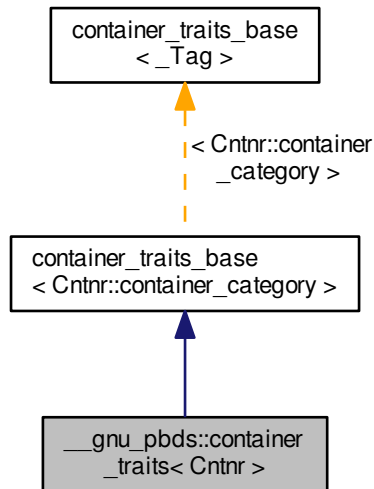 container_traits_base
< _Tag >
< Cntnr::container
_category >
container_traits_base
< Cntnr::container_category >
__gnu_pbds::container
_traits< Cntnr >